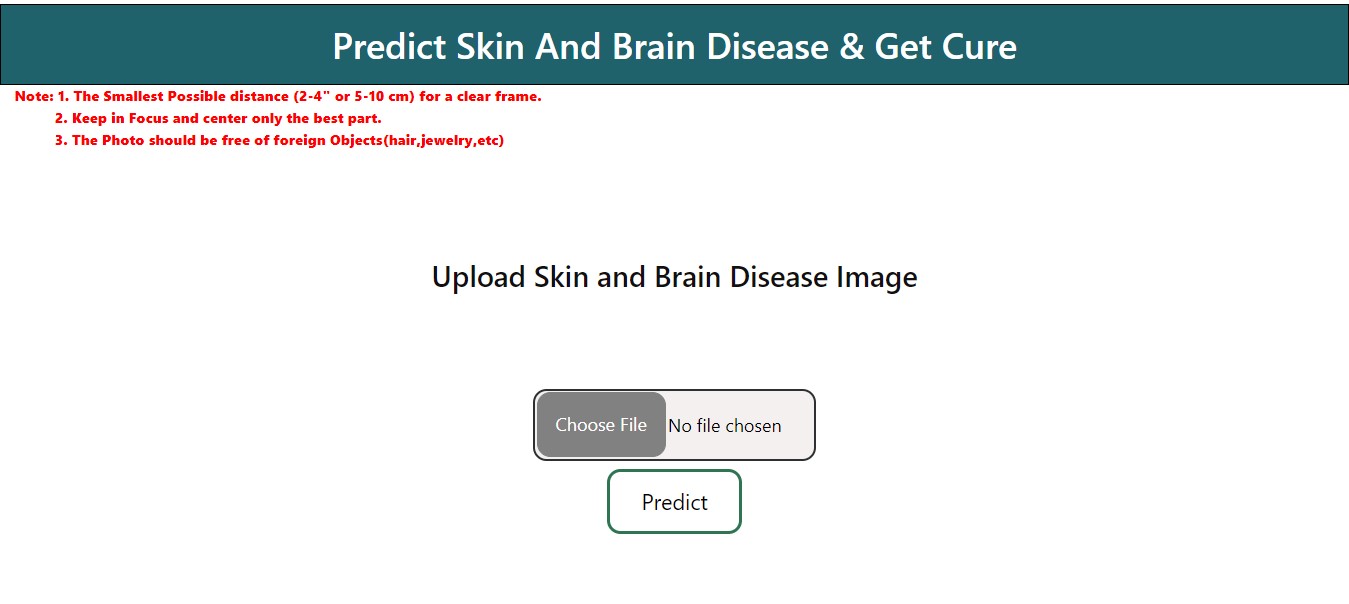 Predict Skin And Brain Disease & Get Cure
Note: 1. The Smallest Possible distance (2-4" or 5-10 cm) for a clear frame.
2. Keep in Focus and center only the best part.
3. The Photo should be free of foreign Objects(hair,jewelry,etc)
Upload Skin and Brain Disease Image
Choose File No file chosen
Predict